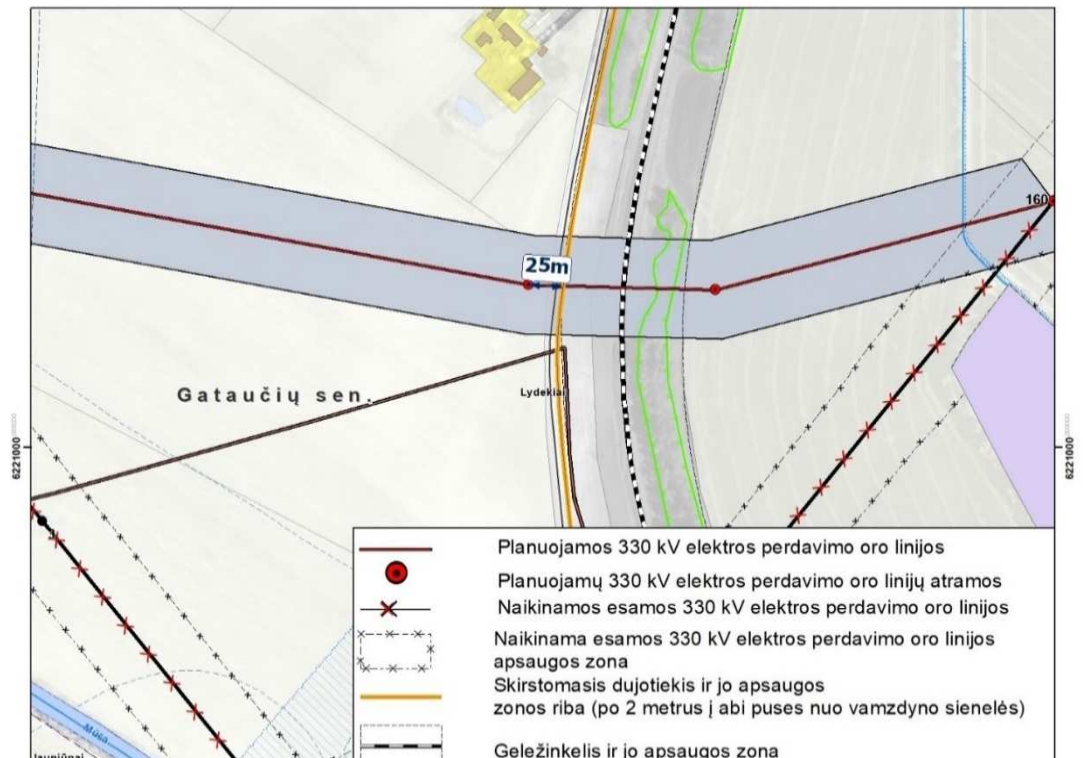 160
25m
Gataučių sen.
Lydekiai
6221000
6221000
Planuojamos 330 kV elektros perdavimo oro linijos
Planuojamų 330 kV elektros perdavimo oro linijų atramos
Naikinamos esamos 330 kV elektros perdavimo oro linijos
Naikinama esamos 330 kV elektros perdavimo oro linijos
apsaugos zona
Skirstomasis dujotiekis ir jo apsaugos
zonos riba (po 2 metrus į abi puses nuo vamzdyno sienelės)
Geležinkelis ir jo apsaugos zona
Mūša